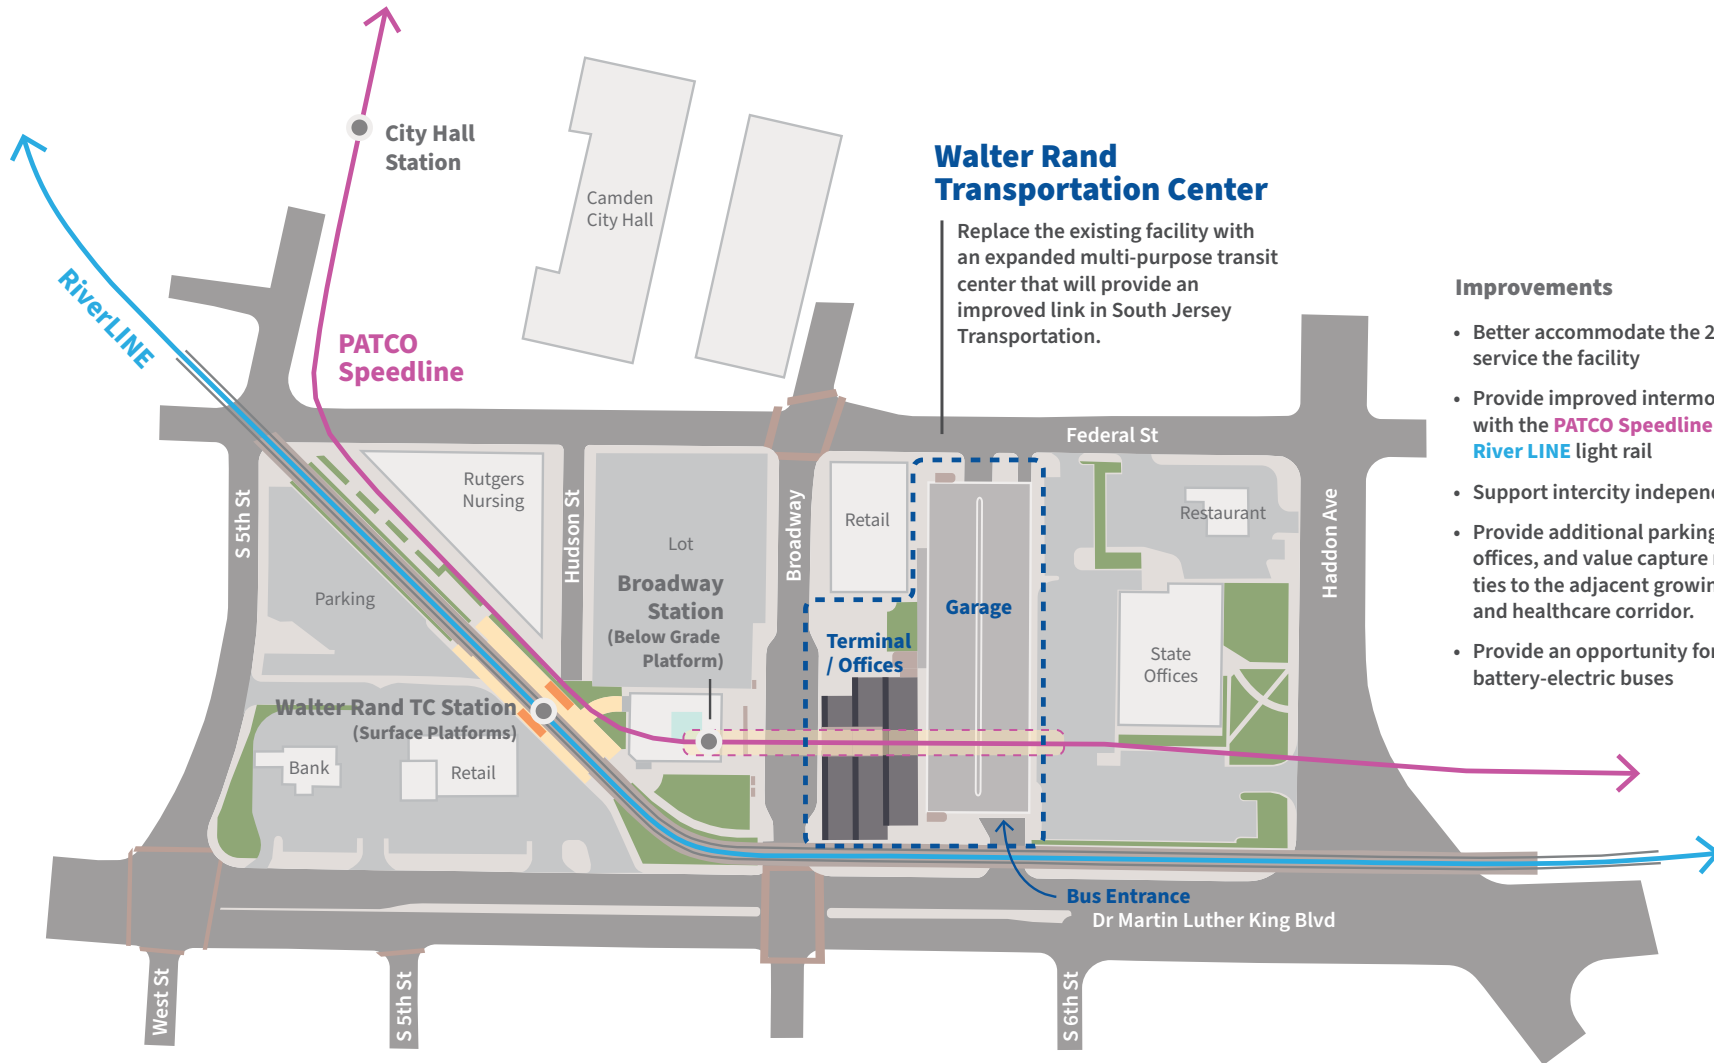 City Hall
Station
Camden
City Hall
Walter Rand
Transportation Center
Replace the existing facility with
an expanded multi-purpose transit
center that will provide an
improved link in South Jersey
Transportation.
RiverLINE
PATCO
Speedline
Improvements
• Better accommodate the
service the facility
• Provide improved
with the PATCO Speedline
River LINE light rail
• Support intercity
• Provide additional parking
offices, and value capture
ties to the adjacent growing
and healthcare corridor.
• Provide an opportunity for
battery-electric buses
Federal St
S 5th St
Rutgers
Nursing
Hudson St
Lot
Broadway
Retail
Restaurant
Haddon Ave
Parking
Broadway
Station
(Below Grade
Platform)
Garage
Terminal
/ Offices
State
Offices
Walter Rand TC Station
(Surface Platforms)
Bank
Retail
Bus Entrance
Dr Martin Luther King Blvd
West St
S 5th St
S 6th St